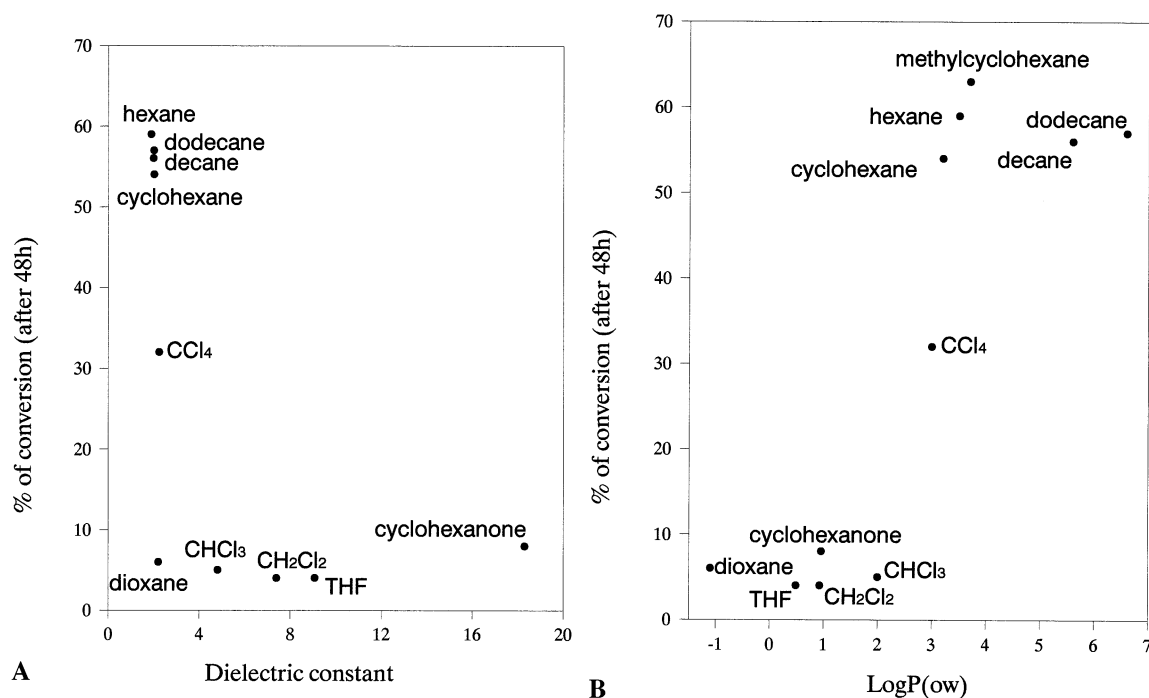 70
60
50
40
30
20
10
0
% of conversion (after 48h)
hexane
dodecane
decane
cyclohexane
CCl4
cyclohexanone
CHCl3
CH2Cl2
dioxane
THF
0 4 8 12 16 20
A
Dielectric constant
70
60
50
40
30
20
10
0
% of conversion (after 48h)
methylcyclohexane
hexane
dodecane
cyclohexane
decane
CCl4
cyclohexanone
dioxane
CHCl3
THF
CH2Cl2
-1 0 1 2 3 4 5 6 7
B
LogP(ow)